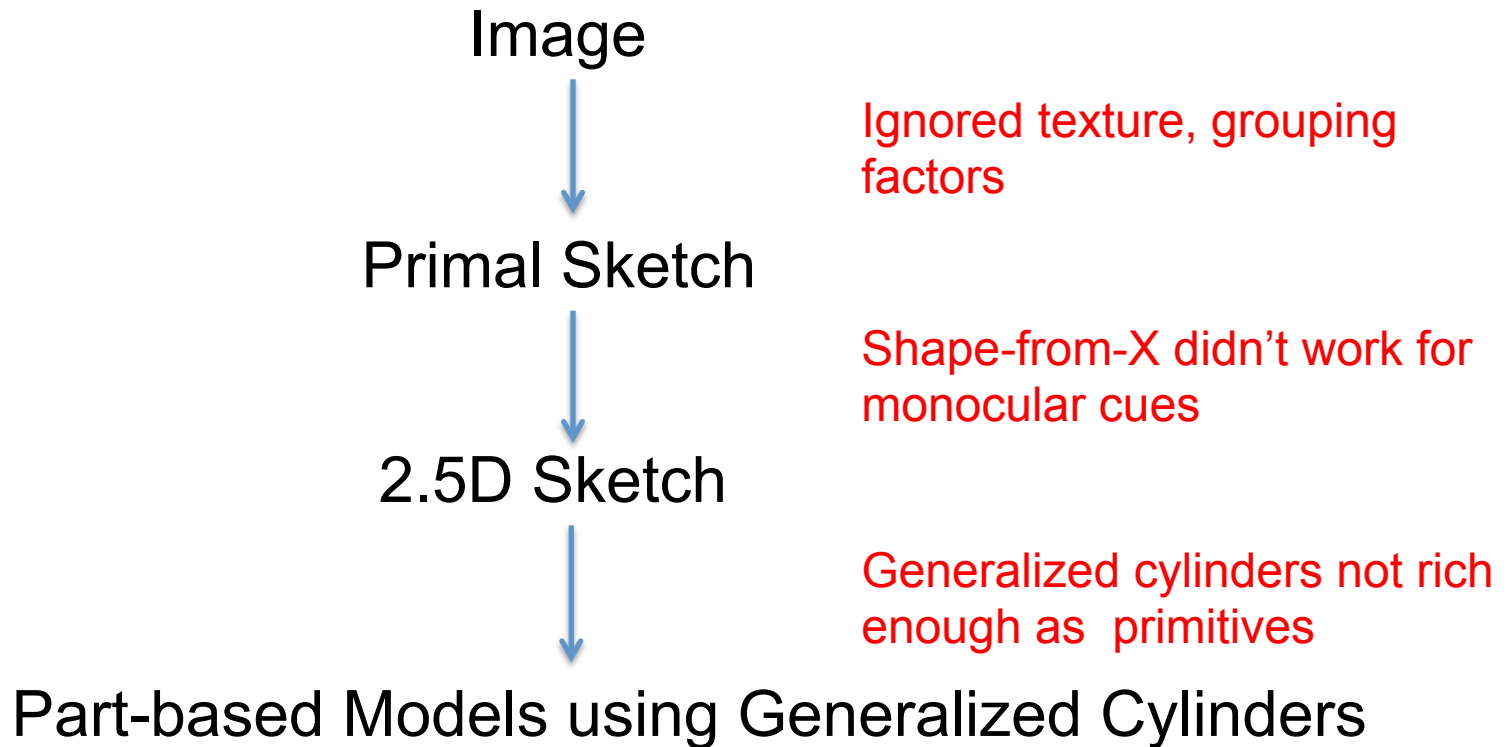 Image
Ignored texture, grouping
factors
Primal Sketch
Shape-from-X didn’t work for
monocular cues
2.5D Sketch
Generalized cylinders not rich
enough as  primitives
Part-based Models using Generalized Cylinders